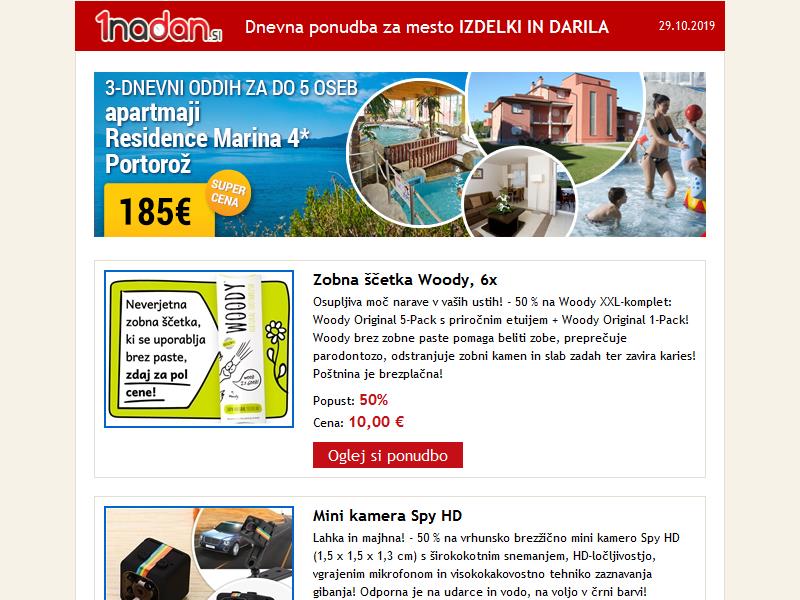 1nadan.si
Dnevna ponudba za mesto IZDELKI IN DARILA
29.10.2019
3-DNEVNI ODDIH ZA DO 5 OSEB
apartmaji
Residence Marina 4*
Portorož
185€
SUPER
CENA
Neverjetna
zobna ščetka,
ki se uporablja
brez paste,
zdaj za pol
cene!
WOODY
Zobna ščetka Woody, 6x
Osupljiva moč narave v vaših ustih! - 50 % na Woody XXL-komplet:
Woody Original 5-Pack s priročnim etuijem + Woody Original 1-Pack!
Woody brez zobne paste pomaga beliti zobe, preprečuje
parodontozo, odstranjuje zobni kamen in slab zadah ter zavira karies!
Poštnina je brezplačna!
Popust: 50%
Cena: 10,00 €
Oglej si ponudbo
Mini kamera Spy HD
Lahka in majhna! - 50 % na vrhunsko brezžično mini kamero Spy HD
(1,5 x 1,5 x 1,3 cm) s širokokotnim snemanjem, HD-ločljivostjo,
vgrajenim mikrofonom in visokokakovostno tehniko zaznavanja
gibanja! Odporna je na udarce in vodo, na voljo v črni barvi!